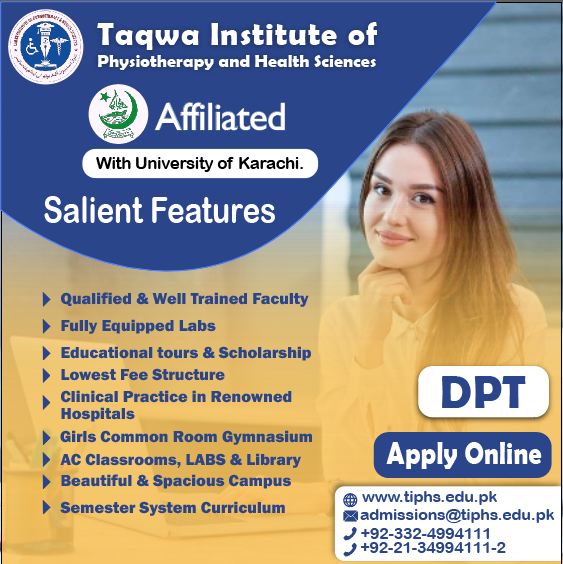 Taqwa Institute of
Physiotherapy and Health Sciences
Affiliated
With University of Karachi.
Salient Features
Qualified & Well Trained Faculty
Fully Equipped Labs
Educational tours & Scholarship
Lowest Fee Structure
Clinical Practice in Renowned
Hospitals
Girls Common Room Gymnasium
AC Classrooms, LABS & Library
Beautiful & Spacious Campus
Semester System Curriculum
DPT
Apply Online
www.tiphs.edu.pk
admissions@tiphs.edu.pk
+92-332-4994111
+92-21-34994111-2